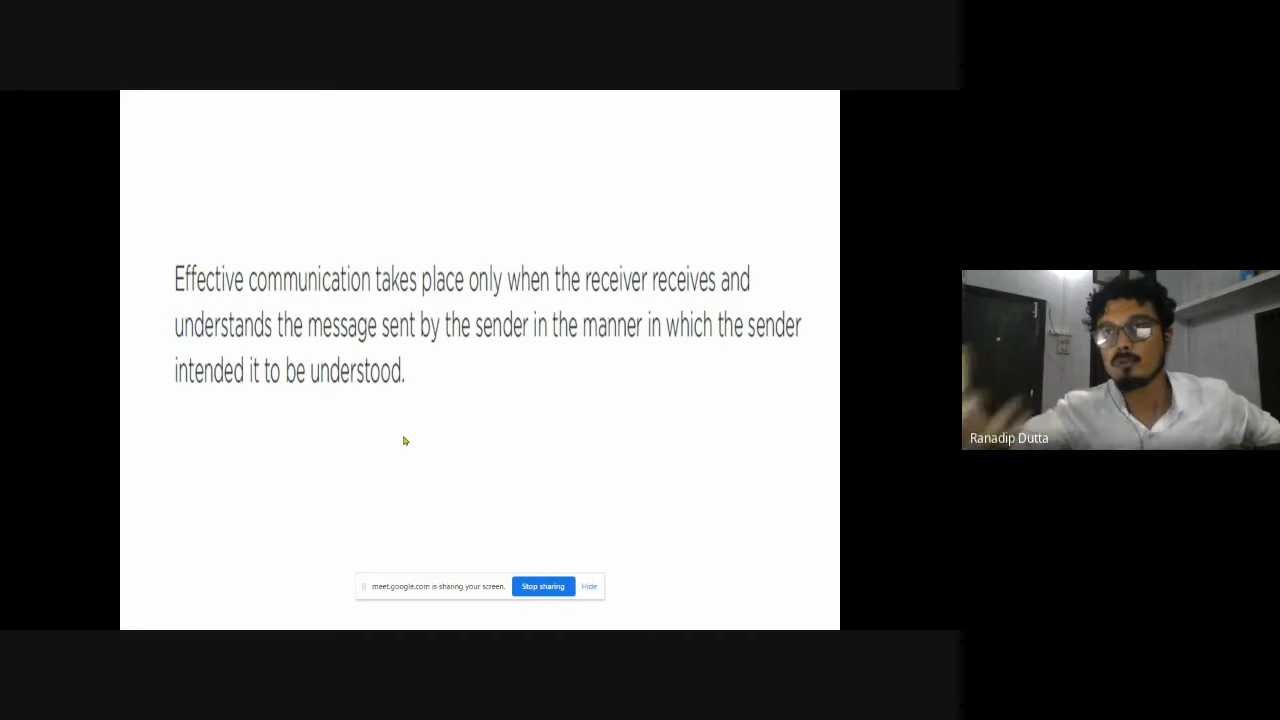 Effective communication takes place only when the receiver receives and
understands the message sent by the sender in the manner in which the sender
intended it to be understood.
Ranadip Dutta
meet.google.com is sharing your screen. Stop sharing Hide